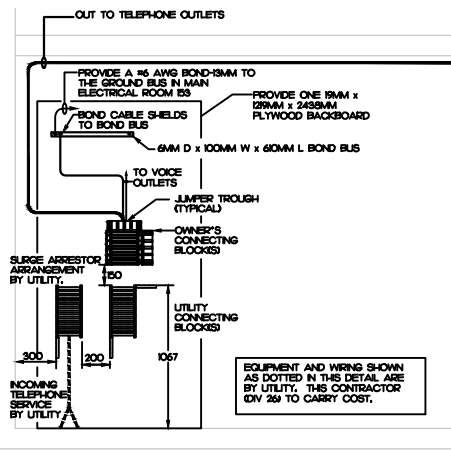 OUT TO TELEPHONE OUTLETS
PROVIDE A #6 AWG BOND-13MM TO
THE GROUND BUS IN MAIN
ELECTRICAL ROOM 153
PROVIDE ONE 19MM x
1219MM x 2438MM
PLYWOOD BACKBOARD
BOND CABLE SHIELDS
TO BOND BUS
6MM D x 100MM W x 610MM L BOND BUS
TO VOICE
OUTLETS
JUMPER TROUGH
(TYPICAL)
OWNER'S
CONNECTING
BLOCK(S)
SURGE ARRESTOR
ARRANGEMENT
BY UTILITY.
150
UTILITY
CONNECTING
BLOCK(S)
300
200
1067
INCOMING
TELEPHONE
SERVICE
BY UTILITY
EQUIPMENT AND WIRING SHOWN
AS DOTTED IN THIS DETAIL ARE
BY UTILITY. THIS CONTRACTOR
(DIV 26) TO CARRY COST.